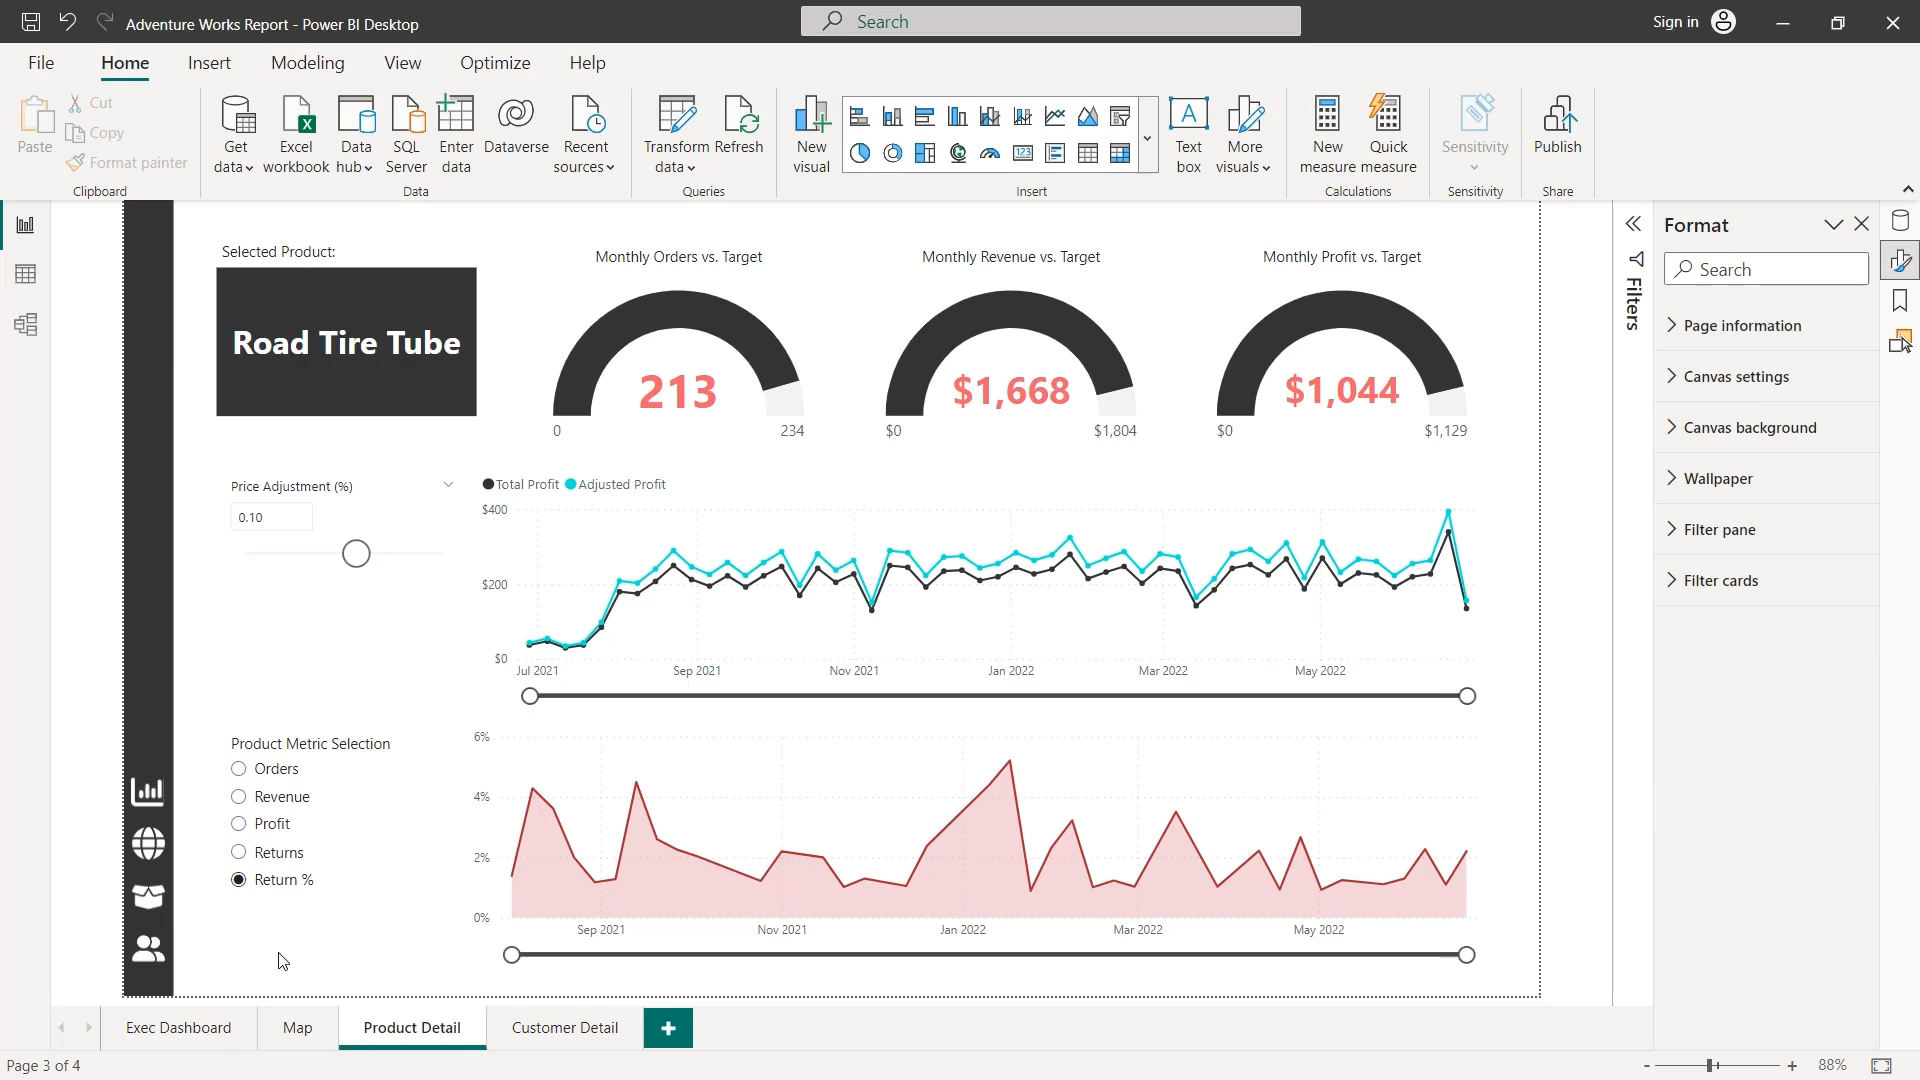 Adventure Works Report - Power BI Desktop
Search
Sign in
File
Home
Insert
Modeling
View
Optimize
Help
Paste
Cut
Copy
Format painter
Clipboard
Get data
Excel workbook
Data hub
SQL Server
Enter data
Dataverse
Recent sources
Data
Transform data
Refresh
Queries
New visual
123
A
Text box
More visuals
Insert
New measure
Quick measure
Calculations
Sensitivity
Sensitivity
Publish
Share
Selected Product:
Road Tire Tube
Monthly Orders vs. Target
213
0
234
Monthly Revenue vs. Target
$1,668
$0
$1,804
Monthly Profit vs. Target
$1,044
$0
$1,129
Filters
Format
Search
Page information
Canvas settings
Canvas background
Wallpaper
Filter pane
Filter cards
Price Adjustment (%)
0.10
Total Profit
Adjusted Profit
$400
$200
$0
Jul 2021
Sep 2021
Nov 2021
Jan 2022
Mar 2022
May 2022
Product Metric Selection
Orders
Revenue
Profit
Returns
Return %
6%
4%
2%
0%
Sep 2021
Nov 2021
Jan 2022
Mar 2022
May 2022
Exec Dashboard
Map
Product Detail
Customer Detail
Page 3 of 4
88%